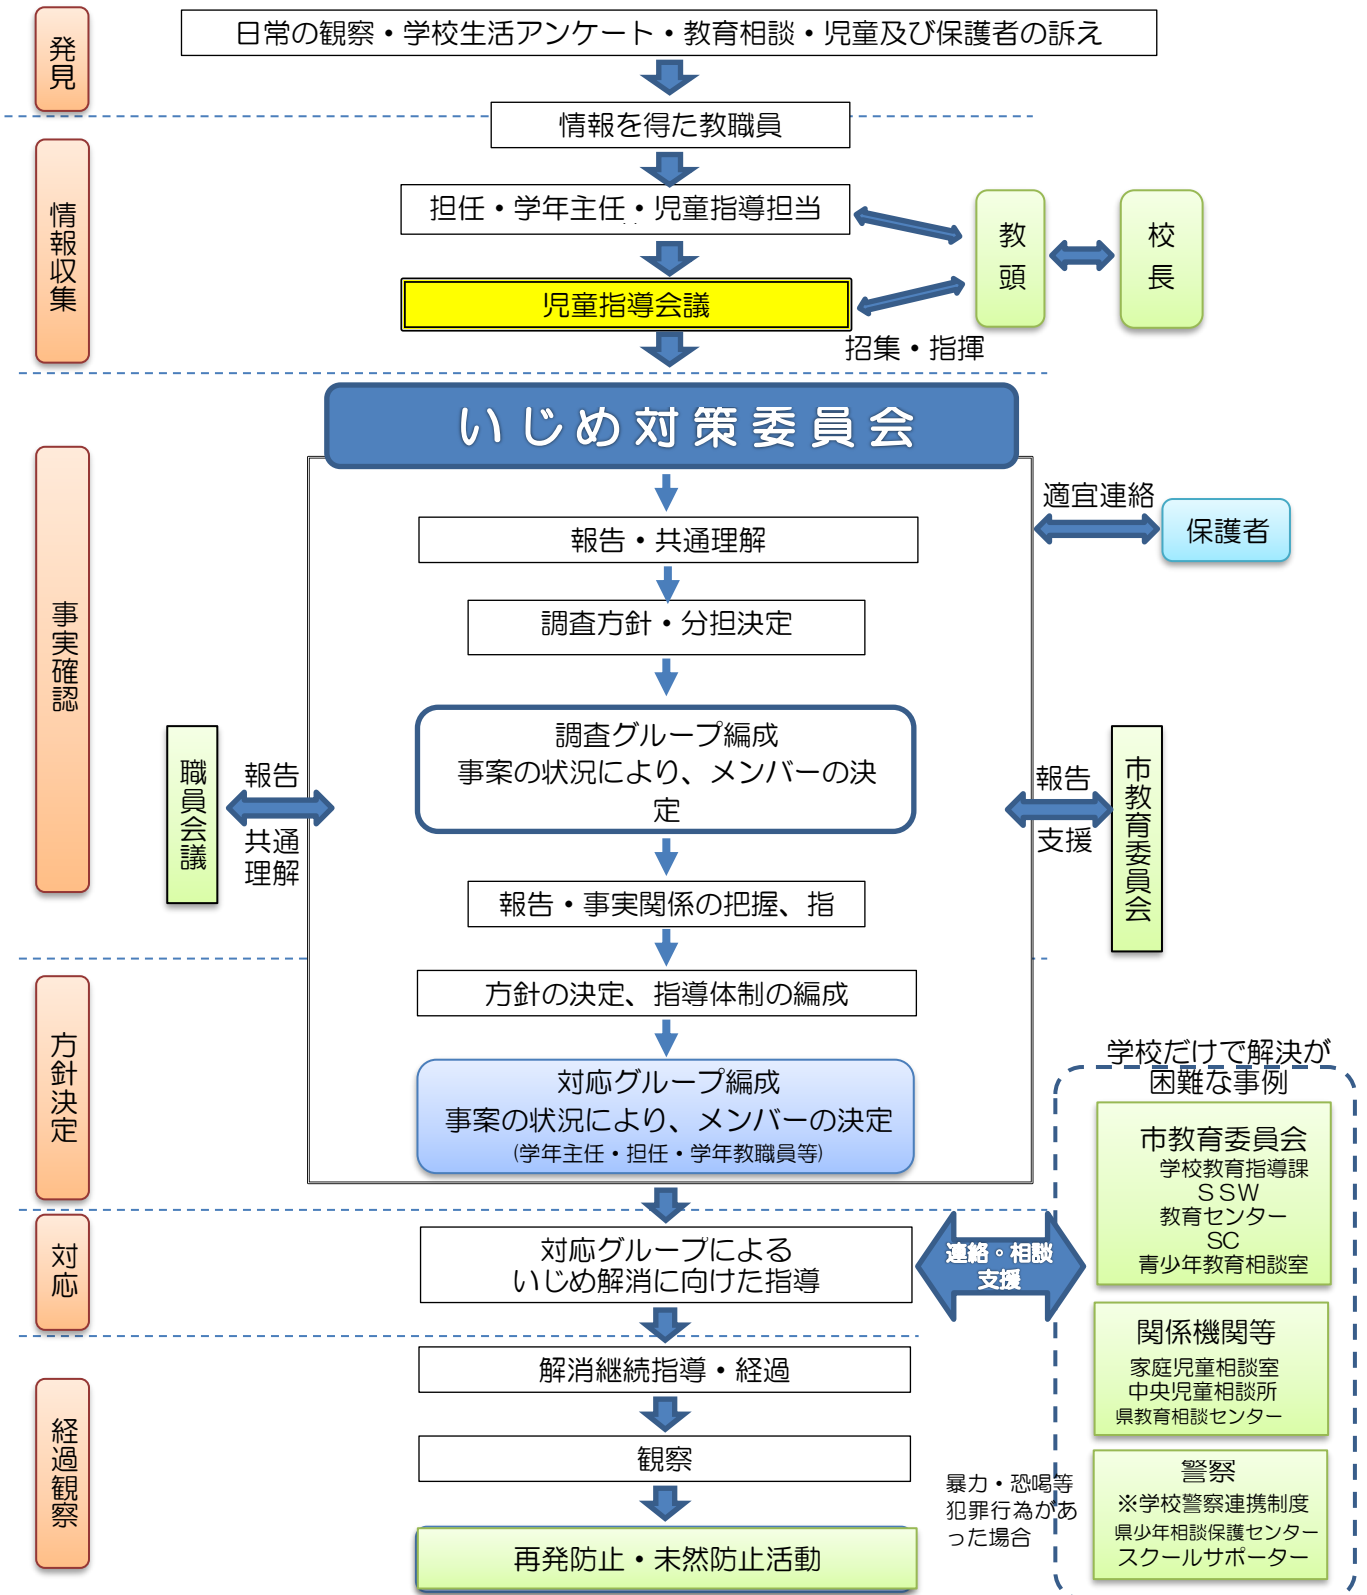 発見
日常の観察・学校生活アンケート・教育相談・児童及び保護者の訴え
情報を得た教職員
情報収集
担任・学年主任・児童指導担当
教頭
校長
児童指導会議
招集・指揮
いじめ対策委員会
事実確認
報告・共通理解
適宜連絡
保護者
調査方針・分担決定
調査グループ編成
事案の状況により、メンバーの決
定
職員会議
報告
共通
理解
報告
支援
市教育委員会
報告・事実関係の把握、指
方針決定
方針の決定、指導体制の編成
対応グループ編成
事案の状況により、メンバーの決定
(学年主任・担任・学年教職員等)
学校だけで解決が
困難な事例
市教育委員会
学校教育指導課
ＳＳＷ
教育センター
SC
青少年教育相談室
対応
対応グループによる
いじめ解消に向けた指導
連絡・相談
支援
関係機関等
家庭児童相談室
中央児童相談所
県教育相談センター
経過観察
解消継続指導・経過
観察
暴力・恐喝等
犯罪行為があ
った場合
警察
※学校警察連携制度
県少年相談保護センター
スクールサポーター
再発防止・未然防止活動